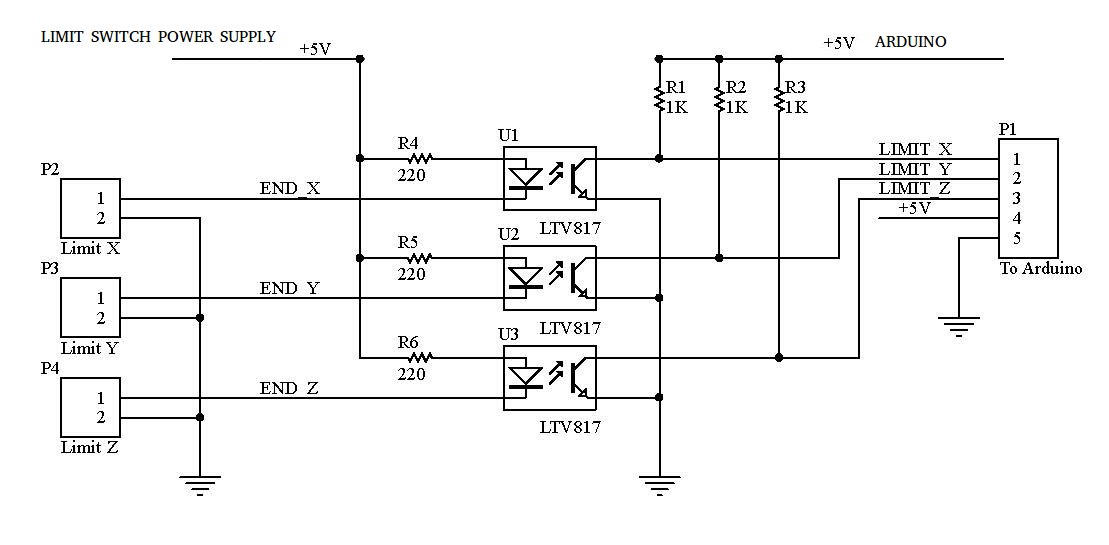 LIMIT SWITCH POWER SUPPLY
+5V
+5V
ARDUINO
R1
1K
R2
1K
R3
1K
P1
R4
220
U1
LIMIT_X
1
LIMIT_Y
2
LIMIT_Z
3
+5V
4
5
To Arduino
P2
1
2
Limit X
END_X
LTV817
R5
220
U2
P3
1
2
Limit Y
END_Y
LTV817
R6
220
U3
P4
1
2
Limit Z
END_Z
LTV817